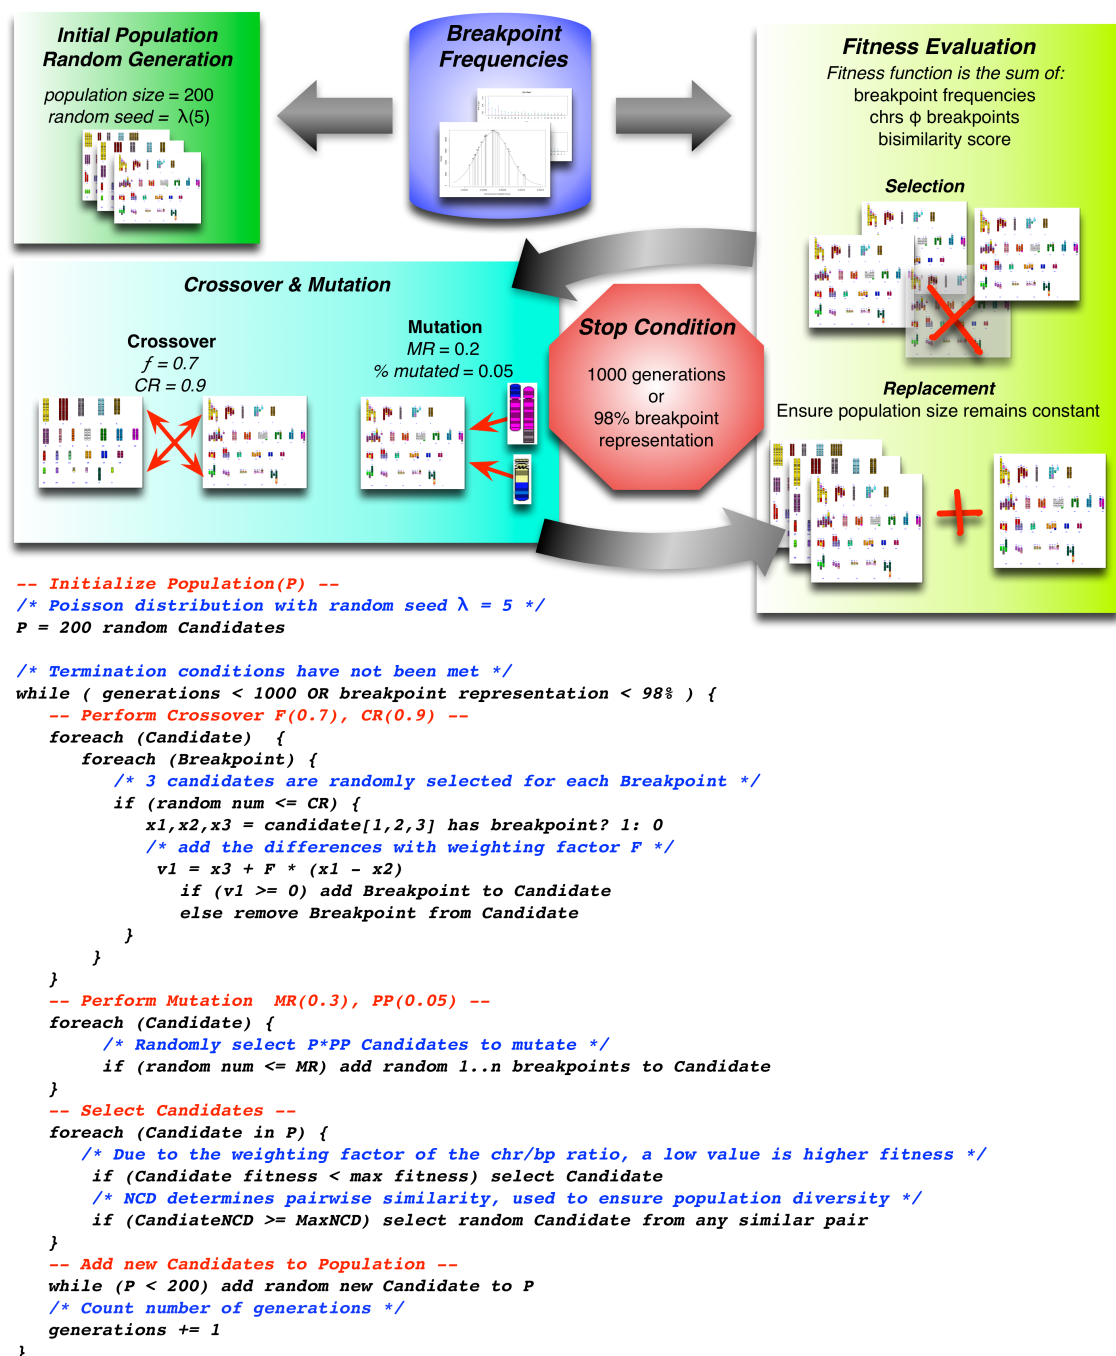 Initial Population
Random Generation
population size = 200
random seed = λ(5)
Breakpoint
Frequencies
Fitness Evaluation
Fitness function is the sum of:
breakpoint frequencies
chrs ϕ breakpoints
bisimilarity score
Selection
Replacement
Ensure population size remains constant
Crossover & Mutation
Crossover
f = 0.7
CR = 0.9
Mutation
MR = 0.2
% mutated = 0.05
Stop Condition
1000 generations
or
98% breakpoint
representation
-- Initialize Population(P) --
/* Poisson distribution with random seed λ = 5 */
P = 200 random Candidates
/* Termination conditions have not been met */
while ( generations < 1000 OR breakpoint representation < 98% ) {
-- Perform Crossover F(0.7), CR(0.9) --
foreach (Candidate)  {
foreach (Breakpoint) {
/* 3 candidates are randomly selected for each Breakpoint */
if (random num <= CR) {
x1,x2,x3 = candidate[1,2,3] has breakpoint? 1: 0
/* add the differences with weighting factor F */
v1 = x3 + F * (x1 - x2)
if (v1 >= 0) add Breakpoint to Candidate
else remove Breakpoint from Candidate
}
}
}
-- Perform Mutation  MR(0.3), PP(0.05) --
foreach (Candidate) {
/* Randomly select P*PP Candidates to mutate */
if (random num <= MR) add random 1..n breakpoints to Candidate
}
-- Select Candidates --
foreach (Candidate in P) {
/* Due to the weighting factor of the chr/bp ratio, a low value is higher fitness */
if (Candidate fitness < max fitness) select Candidate
/* NCD determines pairwise similarity, used to ensure population diversity */
if (CandiateNCD >= MaxNCD) select random Candidate from any similar pair
}
-- Add new Candidates to Population --
while (P < 200) add random new Candidate to P
/* Count number of generations */
generations += 1
}